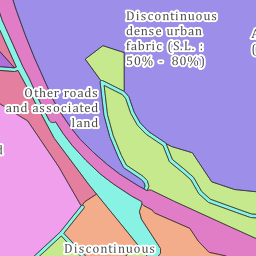 Discontinuous
dense urban
fabric (S.L. :
50% - 80%)
Other roads
and associated
land
Discontinuous